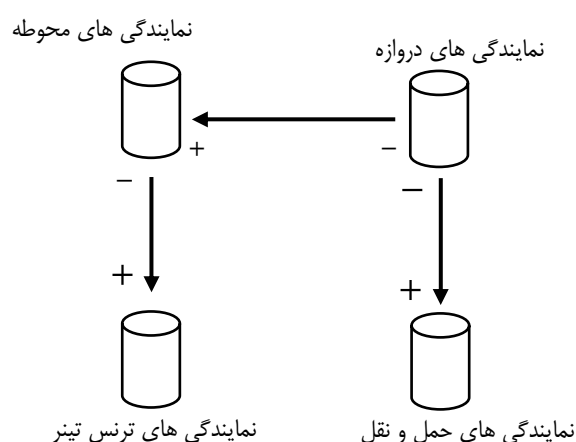 نمایندگی های محوطه
نمایندگی های دروازه
+
−
−
−
+
+
نمایندگی های ترنس تینر
نمایندگی های حمل و نقل